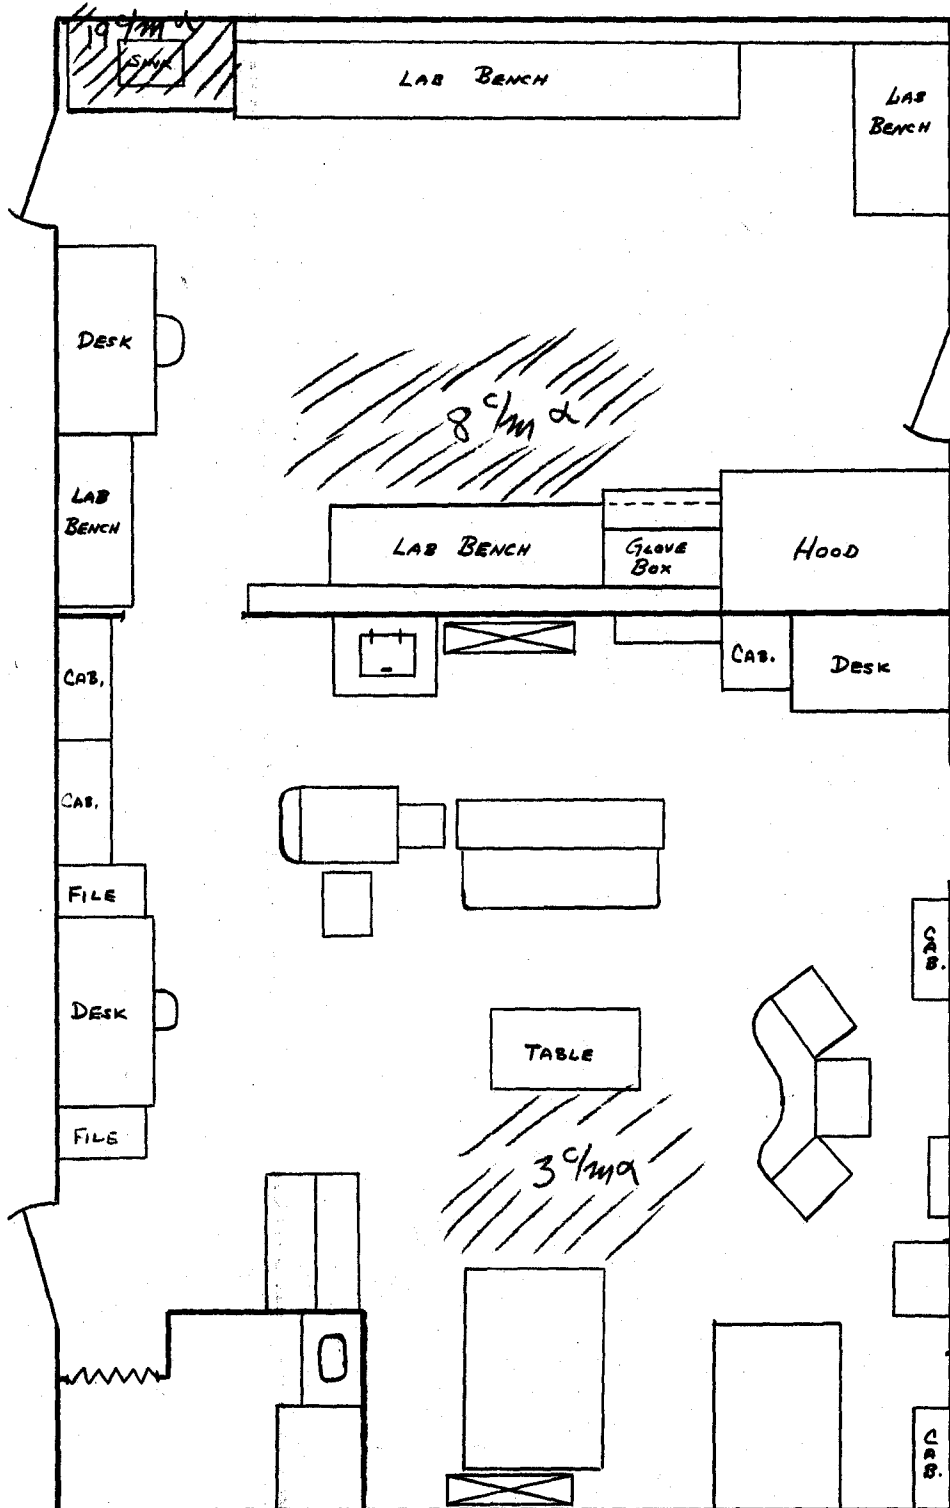 19 c/m α
SINK
LAB BENCH
LAB
BENCH
DESK
8 c/m α
LAB
BENCH
LAB BENCH
GLOVE
BOX
HOOD
CAB.
CAB.
DESK
CAB.
FILE
CAB.
DESK
TABLE
FILE
3 c/m α
CAB.